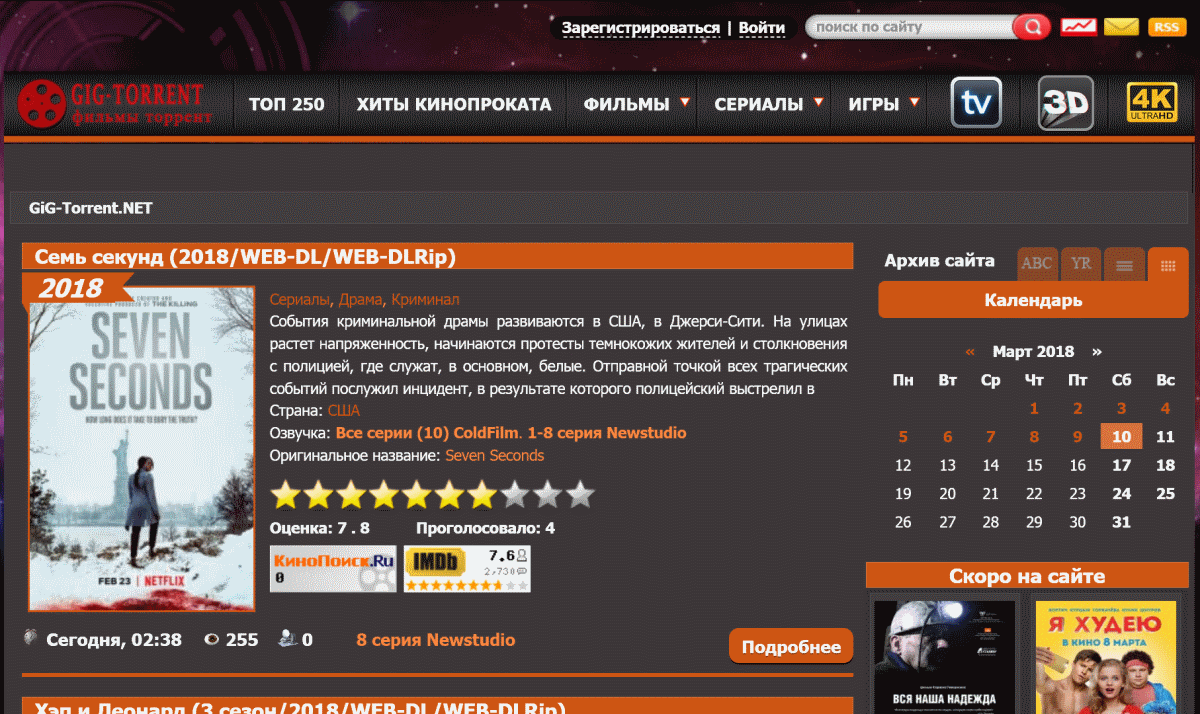 Зарегистрироваться | Войти
поиск по сайту
RSS
GIG-TORRENT
фильмы торрент
ТОП 250
ХИТЫ КИНОПРОКАТА
ФИЛЬМЫ
СЕРИАЛЫ
ИГРЫ
tv
3D
4K
ULTRAHD
GiG-Torrent.NET
Семь секунд (2018/WEB-DL/WEB-DLRip)
2018
THE KILLING
SEVEN
SECONDS
HOW LONG DOES IT TAKE TO BURY THE TRUTH?
FEB 23 | NETFLIX
Сериалы, Драма, Криминал
События криминальной драмы развиваются в США, в Джерси-Сити. На улицах
растет напряженность, начинаются протесты темнокожих жителей и столкновения
с полицией, где служат, в основном, белые. Отправной точкой всех трагических
событий послужил инцидент, в результате которого полицейский выстрелил в
Страна: США
Озвучка: Все серии (10) ColdFilm. 1-8 серия Newstudio
Оригинальное название: Seven Seconds
Оценка: 7 . 8 Проголосовало: 4
КиноПоиск.Ru
0
IMDb
7.6
2,730
Сегодня, 02:38
255
0
8 серия Newstudio
Подробнее
Хэп и Леонард (3 сезон/2018/WEB-DL/WEB-DLRip)
Архив сайта
ABC
YR
Календарь
« Март 2018 »
Пн Вт Ср Чт Пт Сб Вс
1 2 3 4
5 6 7 8 9 10 11
12 13 14 15 16 17 18
19 20 21 22 23 24 25
26 27 28 29 30 31
Скоро на сайте
ВСЯ НАША НАДЕЖДА
Я ХУДЕЮ
В КИНО 8 МАРТА